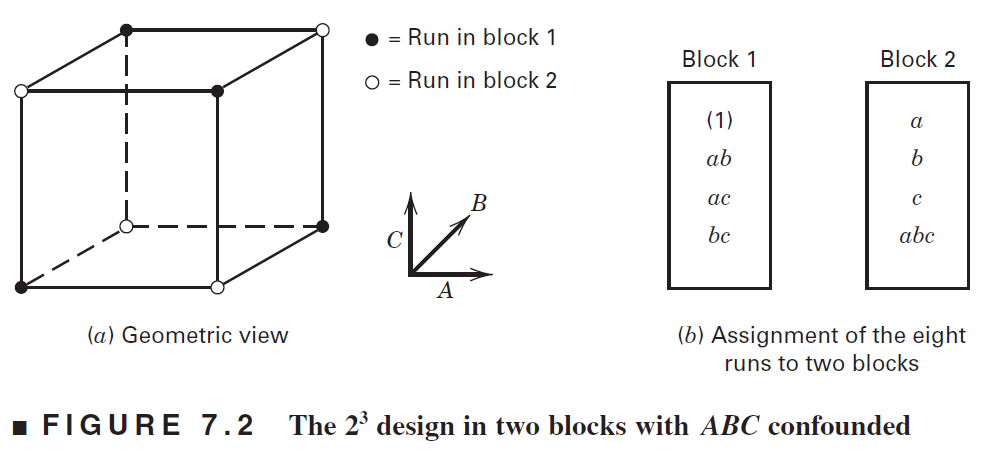 ● = Run in block 1
○ = Run in block 2
B
C
A
(a) Geometric view
Block 1
(1)
ab
ac
bc
Block 2
a
b
c
abc
(b) Assignment of the eight
runs to two blocks
■ FIGURE 7.2 The 2³ design in two blocks with ABC confounded